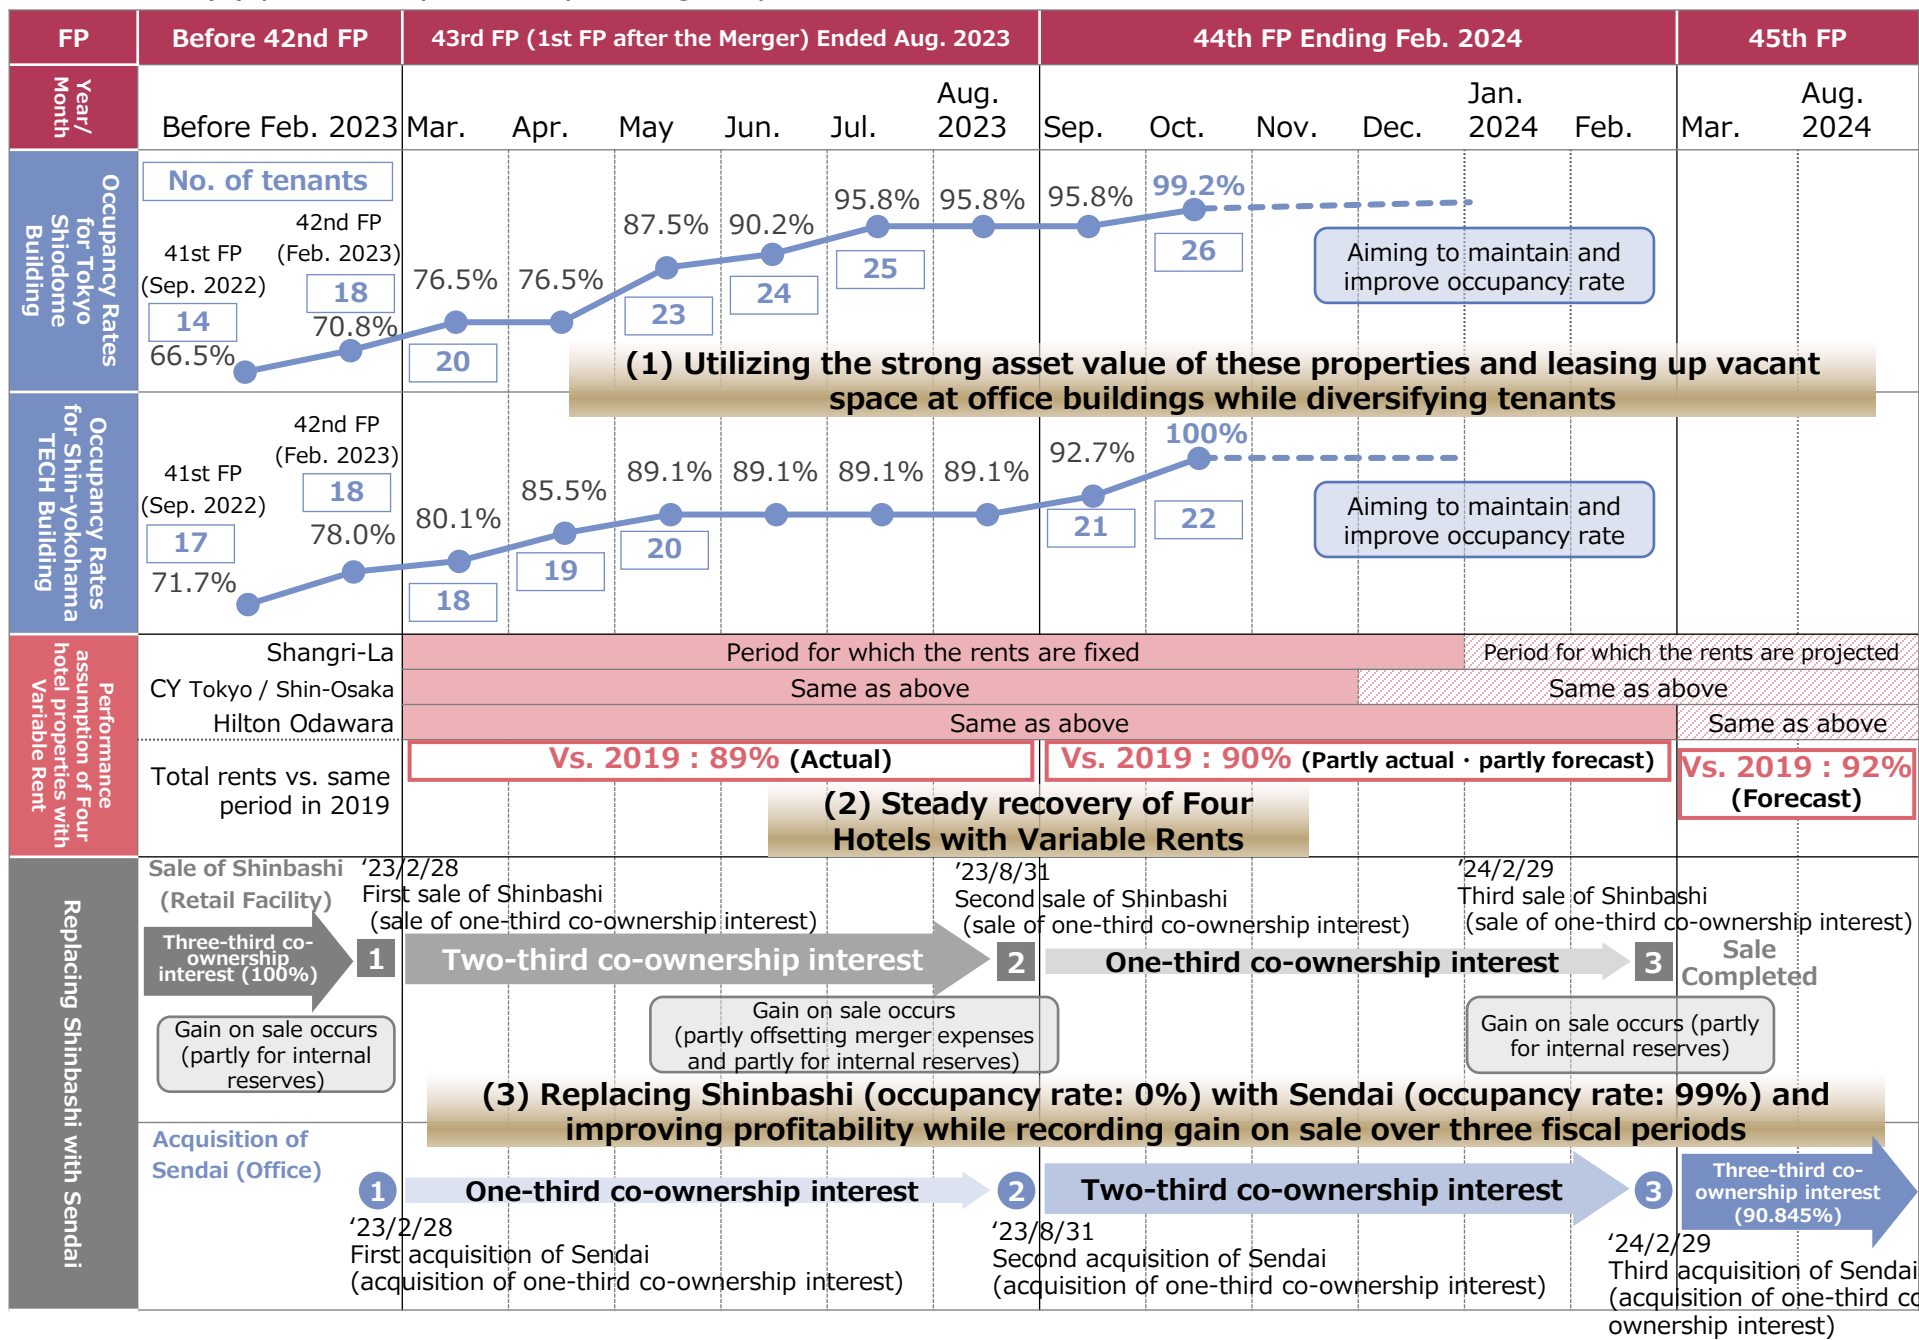 FP
Before 42nd FP
43rd FP (1st FP after the Merger) Ended Aug. 2023
44th FP Ending Feb. 2024
45th FP
Year/
Month
Before Feb. 2023
Mar.
Apr.
May
Jun.
Jul.
Aug.
2023
Sep.
Oct.
Nov.
Dec.
Jan.
2024
Feb.
Mar.
Aug.
2024
Occupancy Rates
for Tokyo
Shiodome
Building
No. of tenants
41st FP
(Sep. 2022)
14
66.5%
42nd FP
(Feb. 2023)
18
70.8%
76.5%
20
76.5%
87.5%
23
90.2%
24
95.8%
25
95.8%
95.8%
99.2%
26
Aiming to maintain and
improve occupancy rate
(1) Utilizing the strong asset value of these properties and leasing up vacant
space at office buildings while diversifying tenants
Occupancy Rates
for Shin-yokohama
TECH Building
41st FP
(Sep. 2022)
17
71.7%
42nd FP
(Feb. 2023)
18
78.0%
80.1%
18
85.5%
19
89.1%
20
89.1%
89.1%
89.1%
92.7%
21
100%
22
Aiming to maintain and
improve occupancy rate
Performance
assumption of Four
hotel properties with
Variable Rent
Shangri-La
Period for which the rents are fixed
Period for which the rents are projected
CY Tokyo / Shin-Osaka
Same as above
Same as above
Hilton Odawara
Same as above
Same as above
Total rents vs. same
period in 2019
Vs. 2019 : 89% (Actual)
Vs. 2019 : 90% (Partly actual・partly forecast)
Vs. 2019 : 92%
(Forecast)
(2) Steady recovery of Four
Hotels with Variable Rents
Replacing Shinbashi with Sendai
Sale of Shinbashi
(Retail Facility)
'23/2/28
First sale of Shinbashi
(sale of one-third co-ownership interest)
'23/8/31
Second sale of Shinbashi
(sale of one-third co-ownership interest)
'24/2/29
Third sale of Shinbashi
(sale of one-third co-ownership interest)
Three-third co-
ownership
interest (100%)
1
Two-third co-ownership interest
2
One-third co-ownership interest
3
Sale
Completed
Gain on sale occurs
(partly for internal
reserves)
Gain on sale occurs
(partly offsetting merger expenses
and partly for internal reserves)
Gain on sale occurs (partly
for internal reserves)
(3) Replacing Shinbashi (occupancy rate: 0%) with Sendai (occupancy rate: 99%) and
improving profitability while recording gain on sale over three fiscal periods
Acquisition of
Sendai (Office)
1
One-third co-ownership interest
2
Two-third co-ownership interest
3
Three-third co-
ownership interest
(90.845%)
'23/2/28
First acquisition of Sendai
(acquisition of one-third co-ownership interest)
'23/8/31
Second acquisition of Sendai
(acquisition of one-third co-ownership interest)
'24/2/29
Third acquisition of Sendai
(acquisition of one-third co
ownership interest)